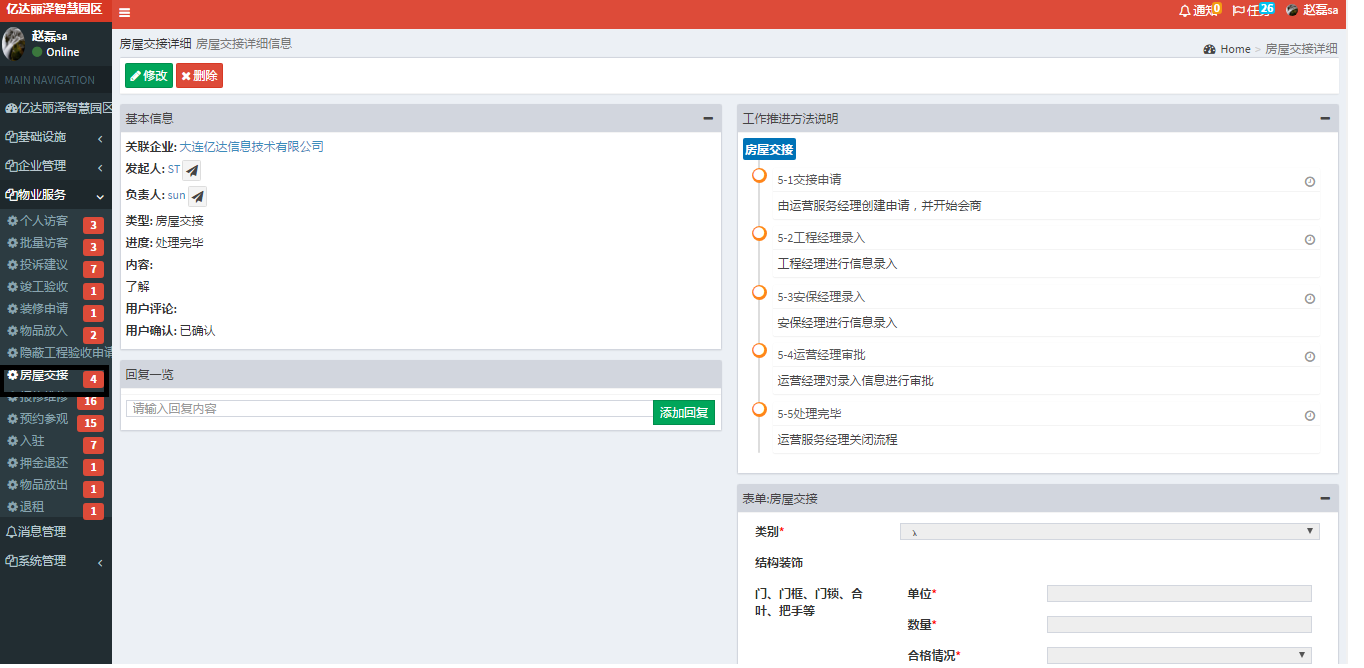 亿达丽泽智慧园区
通知 0
任务 26
赵磊sa
赵磊sa
Online
MAIN NAVIGATION
亿达丽泽智慧园区
基础设施
企业管理
物业服务
个人访客 3
批量访客 3
投诉建议 7
竣工验收 1
装修申请 1
物品放入 2
隐蔽工程验收申请
房屋交接 4
报修维修 16
预约参观 15
入驻 7
押金退还 1
物品放出 1
退租 1
消息管理
系统管理
房屋交接详细 房屋交接详细信息
Home > 房屋交接详细
修改 删除
基本信息
关联企业: 大连亿达信息技术有限公司
发起人: ST
负责人: sun
类型: 房屋交接
进度: 处理完毕
内容:
了解
用户评论:
用户确认: 已确认
回复一览
请输入回复内容 添加回复
工作推进方法说明
房屋交接
5-1交接申请
由运营服务经理创建申请，并开始会商
5-2工程经理录入
工程经理进行信息录入
5-3安保经理录入
安保经理进行信息录入
5-4运营经理审批
运营经理对录入信息进行审批
5-5处理完毕
运营服务经理关闭流程
表单:房屋交接
类别*
结构装饰
门、门框、门锁、合
叶、把手等
单位*
数量*
合格情况*